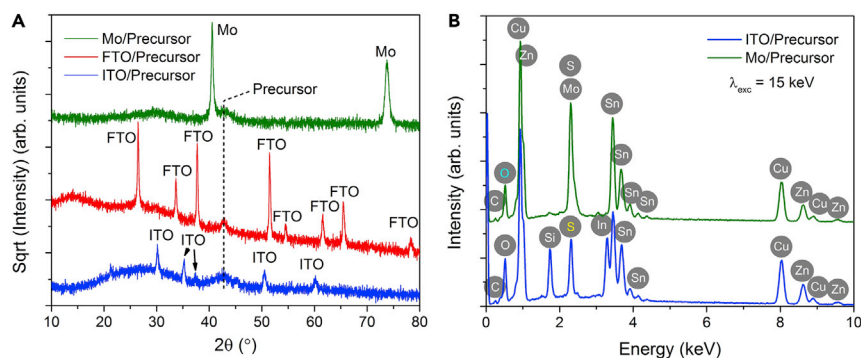 A
Mo/Precursor
FTO/Precursor
ITO/Precursor
Mo
Mo
Precursor
FTO
FTO
FTO
FTO
FTO
FTO
FTO
FTO
ITO
ITO
ITO
ITO
Sqrt (Intensity) (arb. units)
10 20 30 40 50 60 70 80
2θ (°)
B
ITO/Precursor
Mo/Precursor
λexc = 15 keV
Cu
Zn
S
Mo
Sn
Sn
Sn
Sn
O
C
Cu
Zn
Cu
Zn
C
O
Si
S
In
Sn
Sn
Cu
Zn
Cu
Zn
Intensity (arb. units)
0 2 4 6 8 10
Energy (keV)